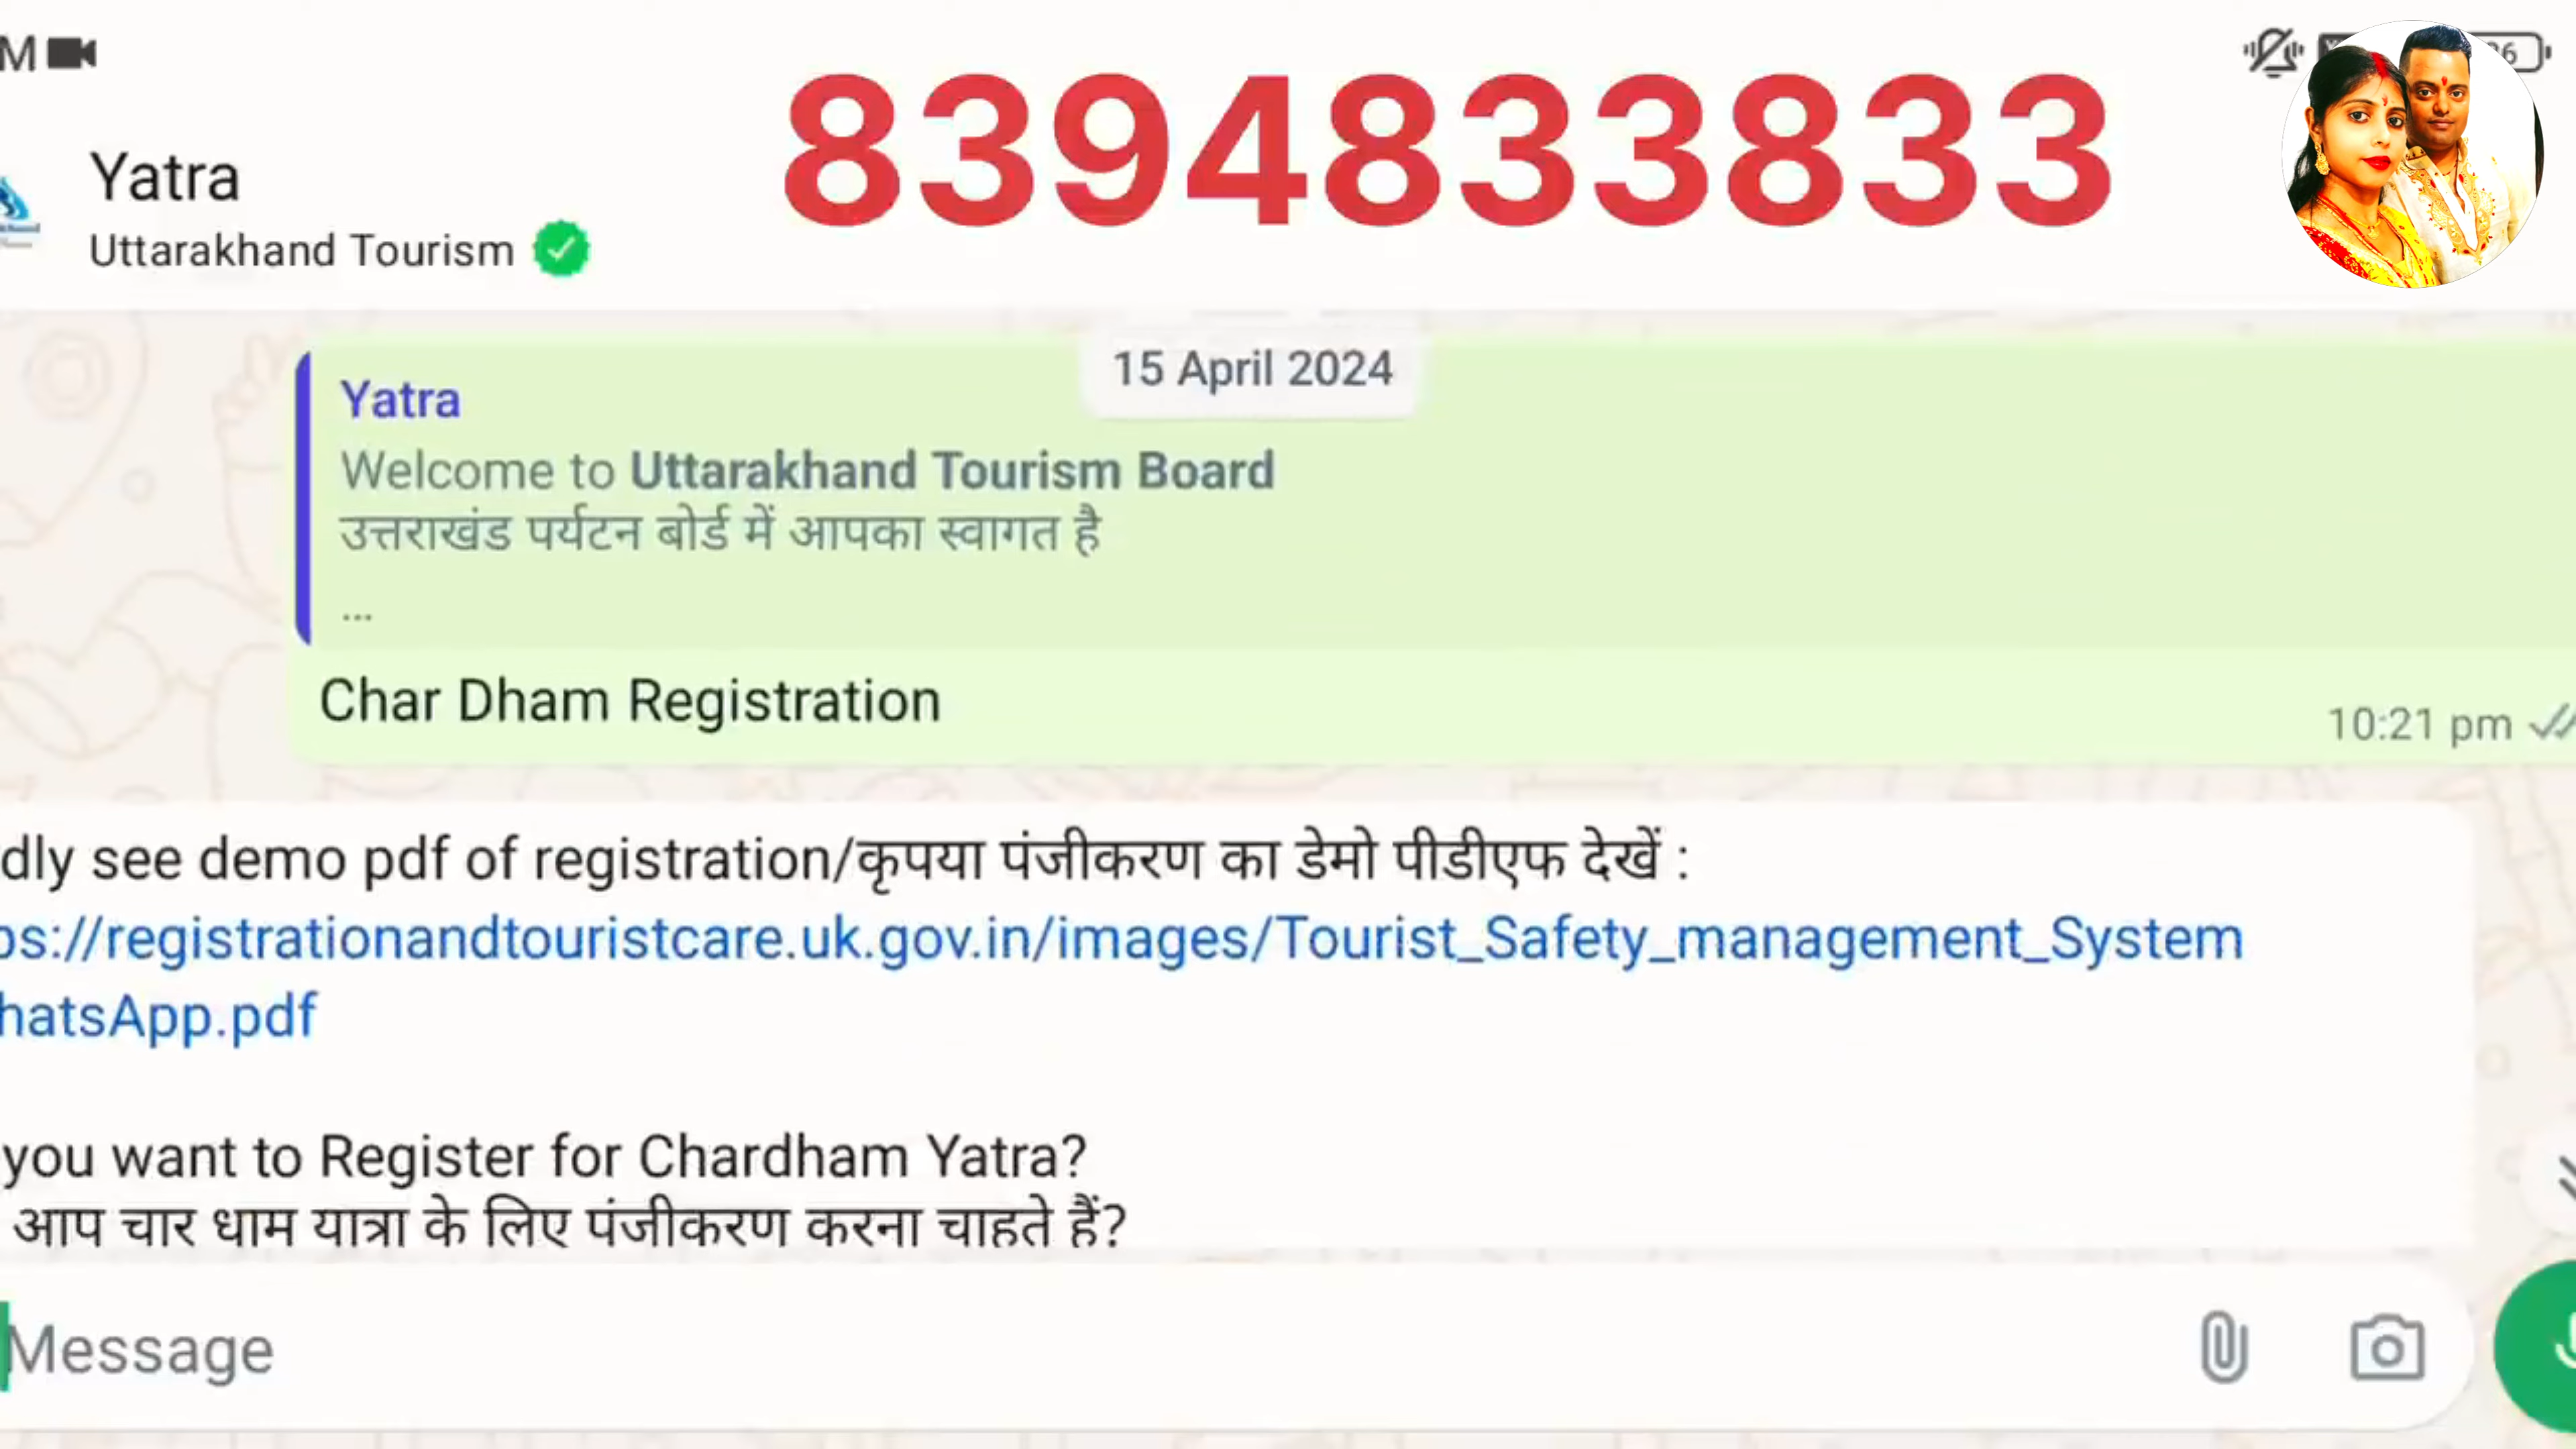 M
8394833833
Yatra
Uttarakhand Tourism
15 April 2024
Yatra
Welcome to Uttarakhand Tourism Board
उत्तराखंड पर्यटन बोर्ड में आपका स्वागत है
...
Char Dham Registration
10:21 pm
dly see demo pdf of registration/कृपया पंजीकरण का डेमो पीडीएफ देखें :
ps://registrationandtouristcare.uk.gov.in/images/Tourist_Safety_management_System
hatsApp.pdf
you want to Register for Chardham Yatra?
आप चार धाम यात्रा के लिए पंजीकरण करना चाहते हैं?
Message